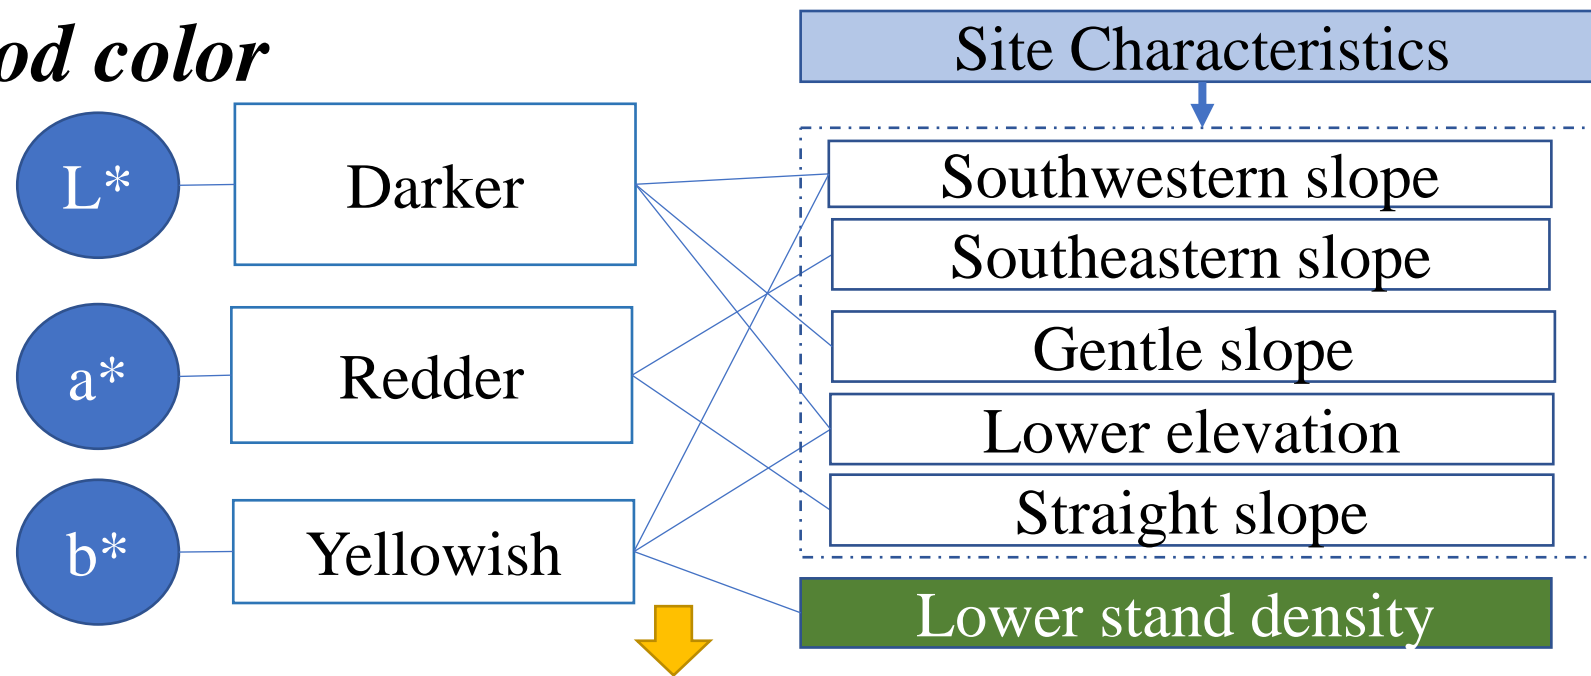 od color
L*
Darker
a*
Redder
b*
Yellowish
Site Characteristics
Southwestern slope
Southeastern slope
Gentle slope
Lower elevation
Straight slope
Lower stand density